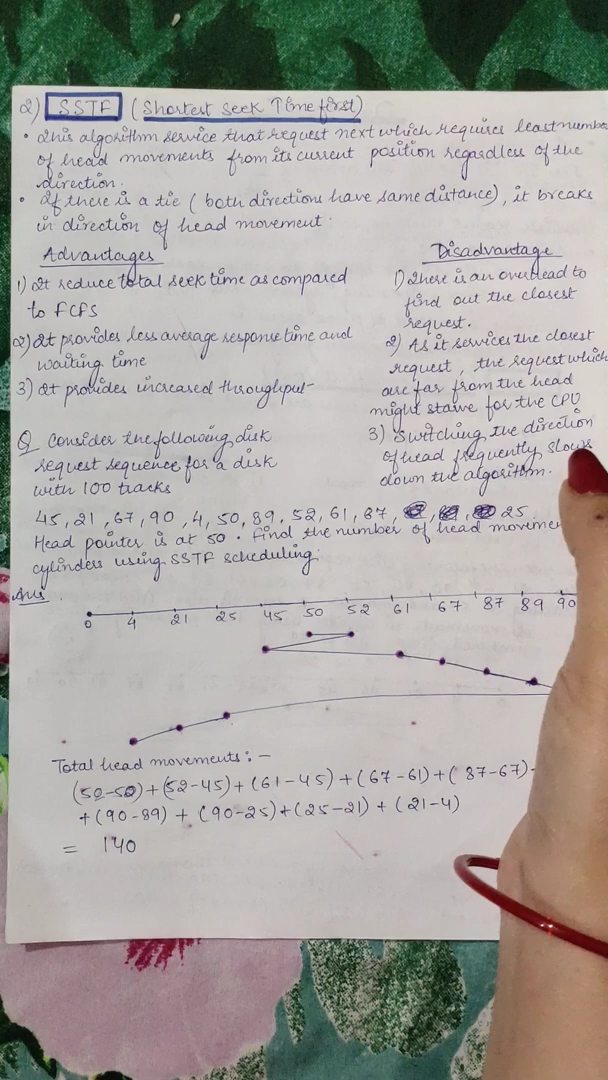 2) SSTF (Shortest Seek Time first)
• This algorithm service that request next which requires least number
of head movements from its current position regardless of the
direction.
• If there is a tie (both directions have same distance), it breaks
in direction of head movement.
Advantages
1) It reduce total seek time as compared
to FCFS
2) It provides less average response time and
waiting time
3) It provides increased throughput
Disadvantage
1) There is an overhead to
find out the closest
request.
2) As it services the closest
request, the request which
are far from the head
might starve for the CPU
3) Switching the direction
of head frequently slows
down the algorithm.
Q Consider the following disk
request sequence for a disk
with 100 tracks
45, 21, 67, 90, 4, 50, 89, 52, 61, 87, 25.
Head pointer is at 50. Find the number of head moveme
cylinders using SSTF scheduling.
Ans.
0 4 21 25 45 50 52 61 67 87 89 90
Total head movements: -
(52-50)+(52-45)+(61-45)+(67-61)+(87-67)
+(90-89)+(90-25)+(25-21)+(21-4)
= 140